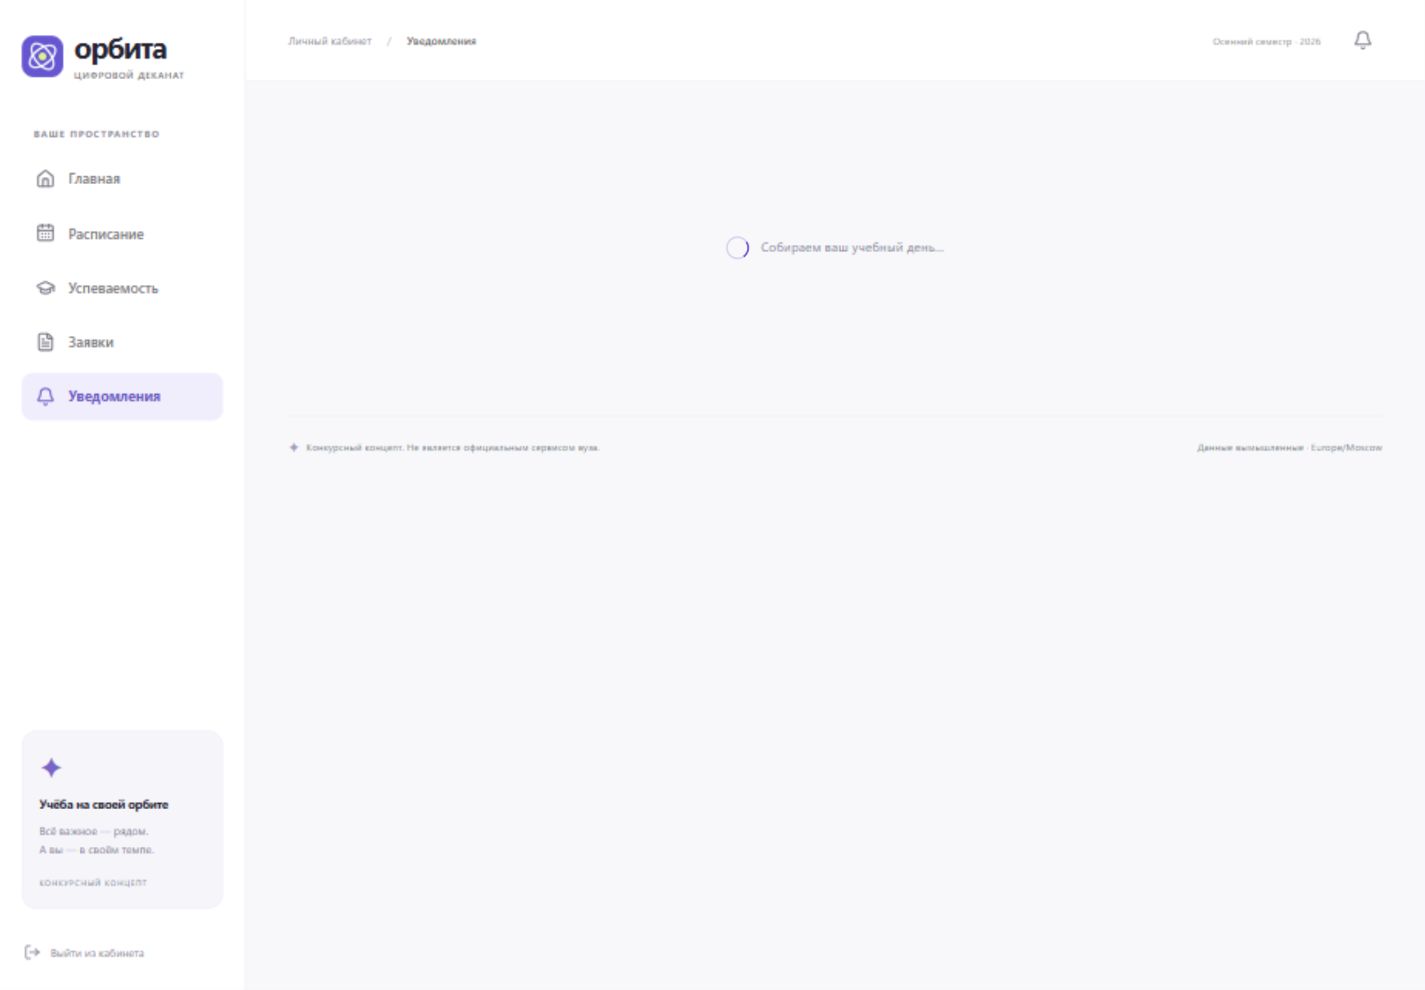 орбита
ЦИФРОВОЙ ДЕКАНАТ
ВАШЕ ПРОСТРАНСТВО
Главная
Расписание
Успеваемость
Заявки
Уведомления
Учёба на своей орбите
Всё важное — рядом.
А вы — в своём темпе.
КОНКУРСНЫЙ КОНЦЕПТ
Выйти из кабинета
Личный кабинет / Уведомления
Осенний семестр · 2026
Собираем ваш учебный день...
Конкурсный концепт. Не является официальным сервисом вуза.
Данные вымышленные · Europe/Moscow